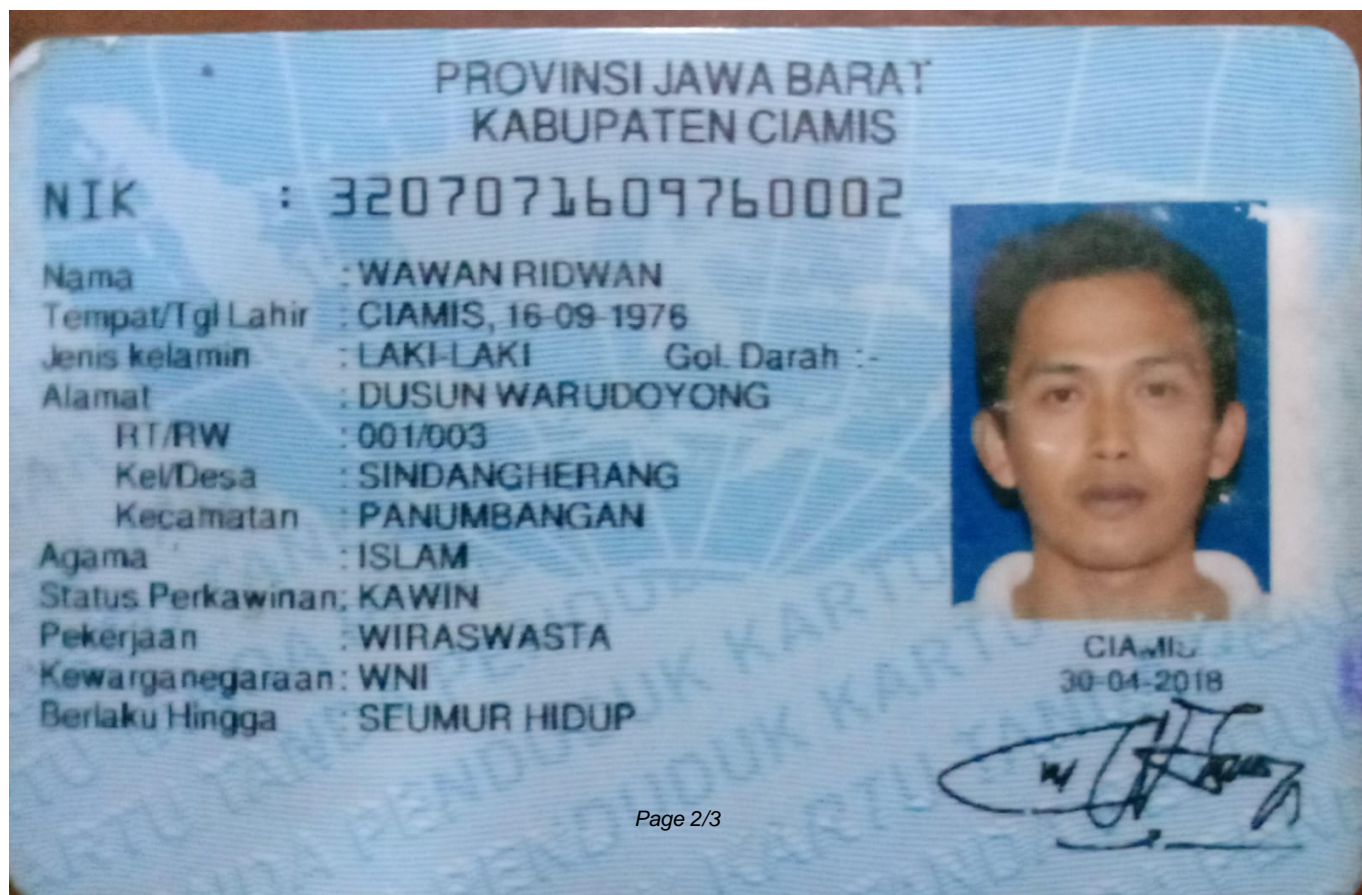 PROVINSI JAWA BARAT
KABUPATEN CIAMIS
NIK : 3207071609760002
Nama : WAWAN RIDWAN
Tempat/Tgl Lahir : CIAMIS, 16-09-1976
Jenis kelamin : LAKI-LAKI Gol. Darah : -
Alamat : DUSUN WARUDOYONG
RT/RW : 001/003
Kel/Desa : SINDANGHERANG
Kecamatan : PANUMBANGAN
Agama : ISLAM
Status Perkawinan: KAWIN
Pekerjaan : WIRASWASTA
Kewarganegaraan: WNI
Berlaku Hingga : SEUMUR HIDUP
CIAMIS
30-04-2018
Page 2/3